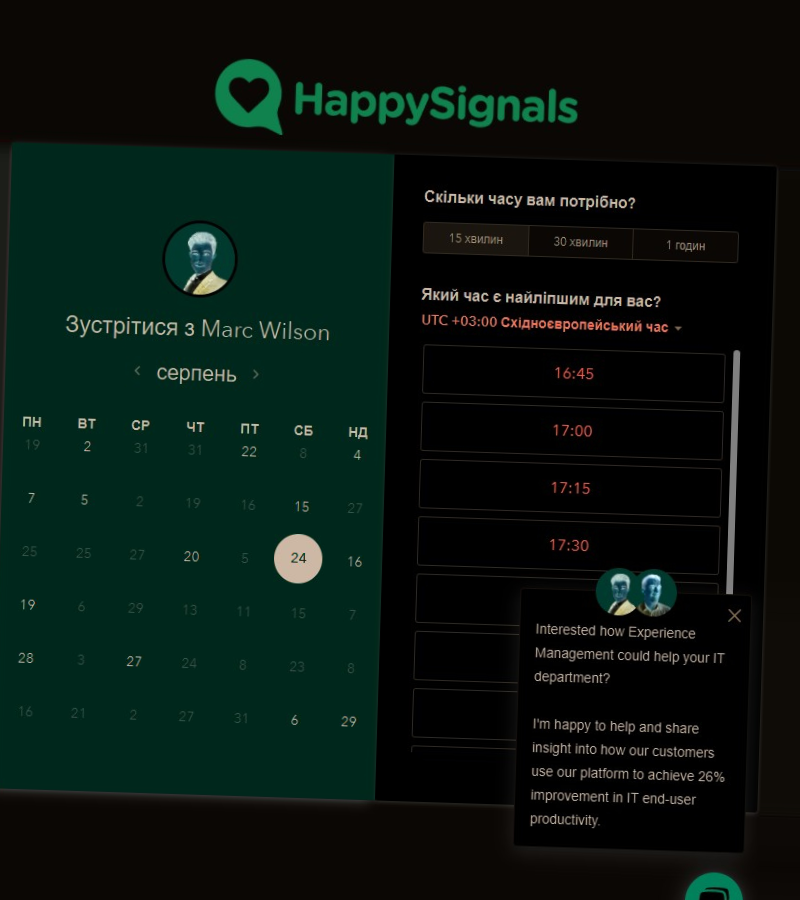 HappySignals
Зустрітися з Marc Wilson
серпень
ПН ВТ СР ЧТ ПТ СБ НД
19 2 31 31 22 8 4
7 5 2 19 16 15 27
25 25 27 20 5 24 16
19 6 29 13 11 15 7
28 3 27 24 8 23 8
16 21 2 27 31 6 29
Скільки часу вам потрібно?
15 хвилин 30 хвилин 1 годин
Який час є найліпшим для вас?
UTC +03:00 Східноєвропейський час
16:45
17:00
17:15
17:30
Interested how Experience
Management could help your IT
department?
I'm happy to help and share
insight into how our customers
use our platform to achieve 26%
improvement in IT end-user
productivity.